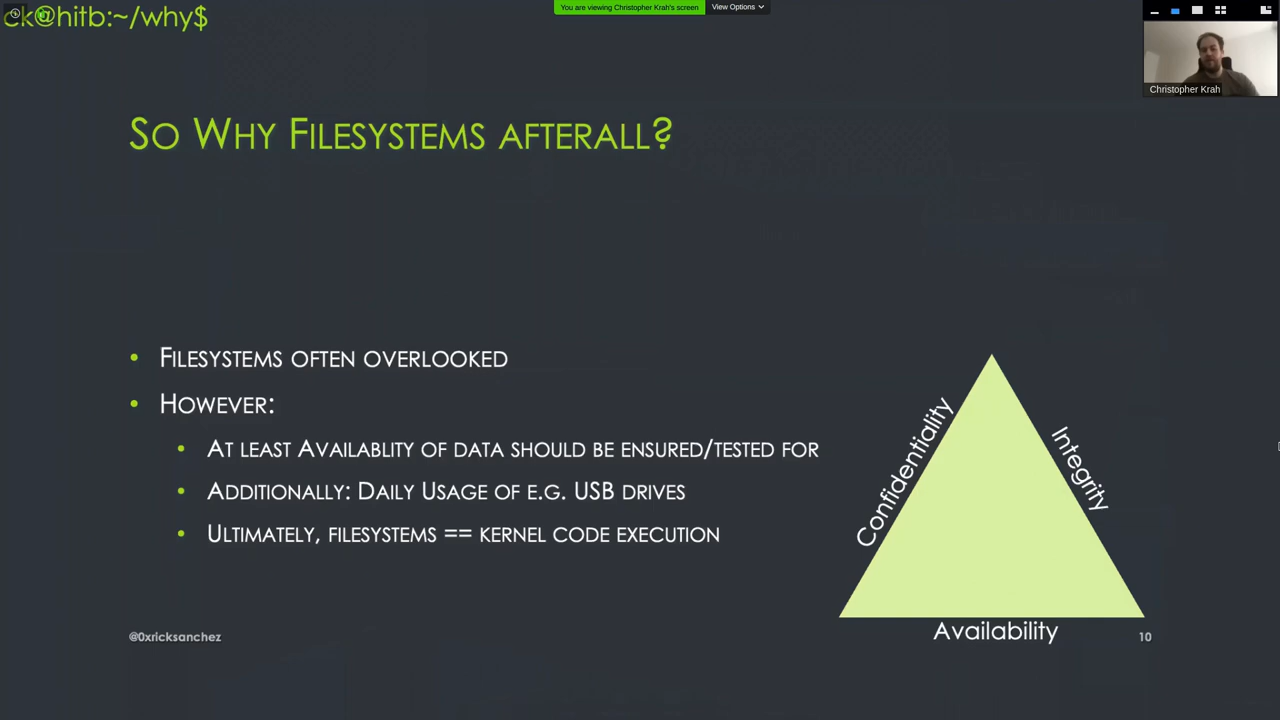 ck@hitb:~/why$
You are viewing Christopher Krah's screen
View Options
Christopher Krah
So Why Filesystems afterall?
• Filesystems often overlooked
• However:
• At least Availablity of data should be ensured/tested for
• Additionally: Daily Usage of e.g. USB drives
• Ultimately, filesystems == kernel code execution
Confidentiality
Integrity
Availability
@0xricksanchez
10